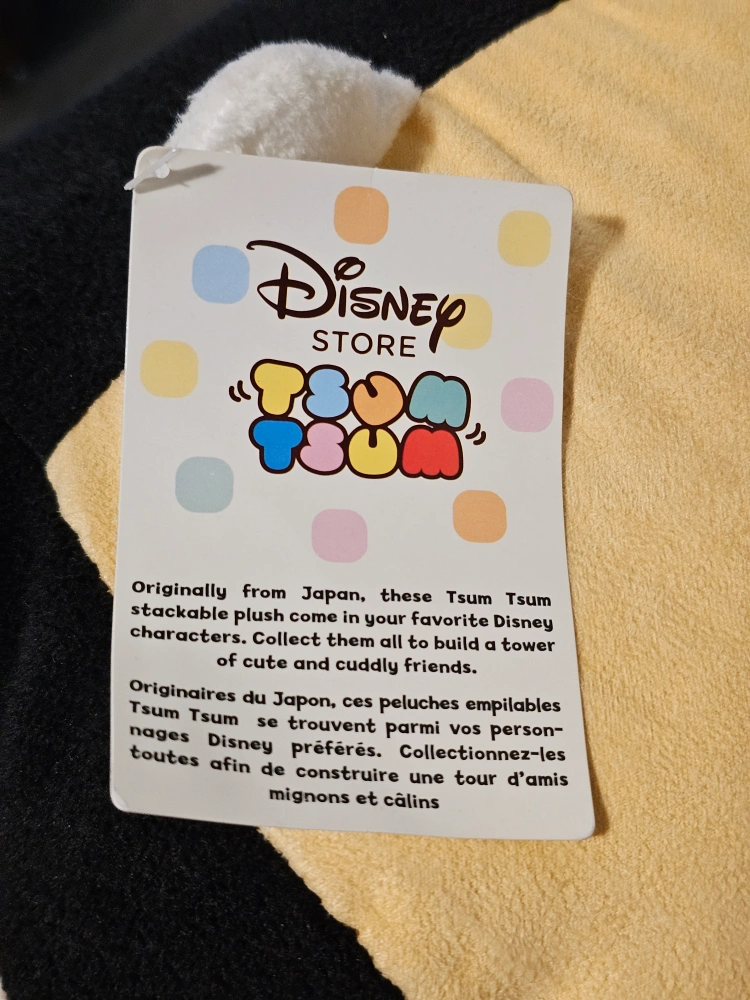 Disney
STORE
TSUM
TSUM
Originally from Japan, these Tsum Tsum
stackable plush come in your favorite Disney
characters. Collect them all to build a tower
of cute and cuddly friends.
Originaires du Japon, ces peluches empilables
Tsum Tsum se trouvent parmi vos person-
nages Disney préférés. Collectionnez-les
toutes afin de construire une tour d'amis
mignons et câlins